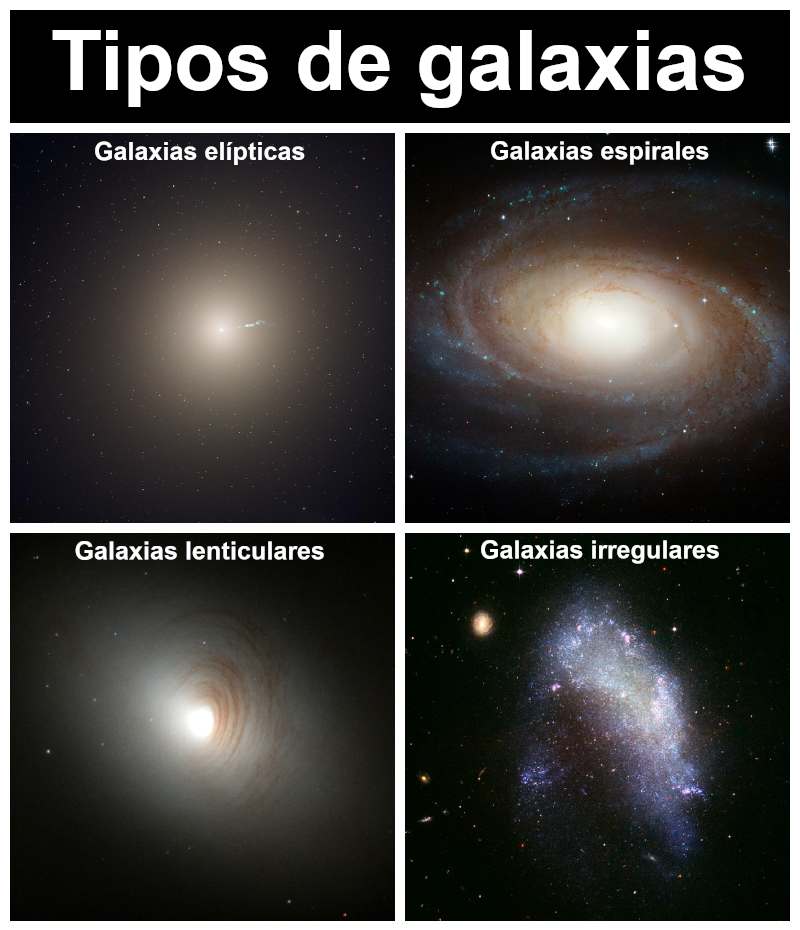 Tipos de galaxias
Galaxias elípticas
Galaxias espirales
Galaxias lenticulares
Galaxias irregulares